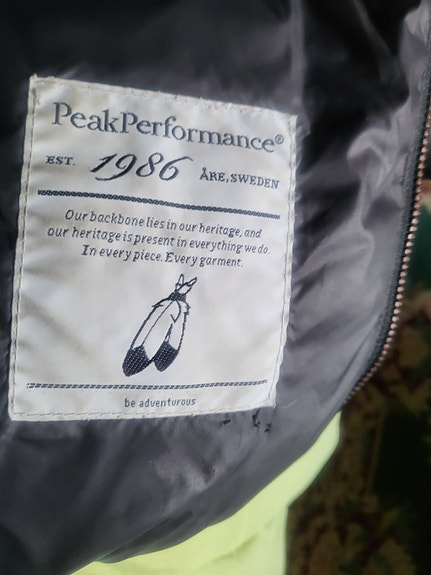 PeakPerformance®
EST. 1986 ÅRE, SWEDEN
Our backbone lies in our heritage, and
our heritage is present in everything we do.
In every piece. Every garment.
be adventurous